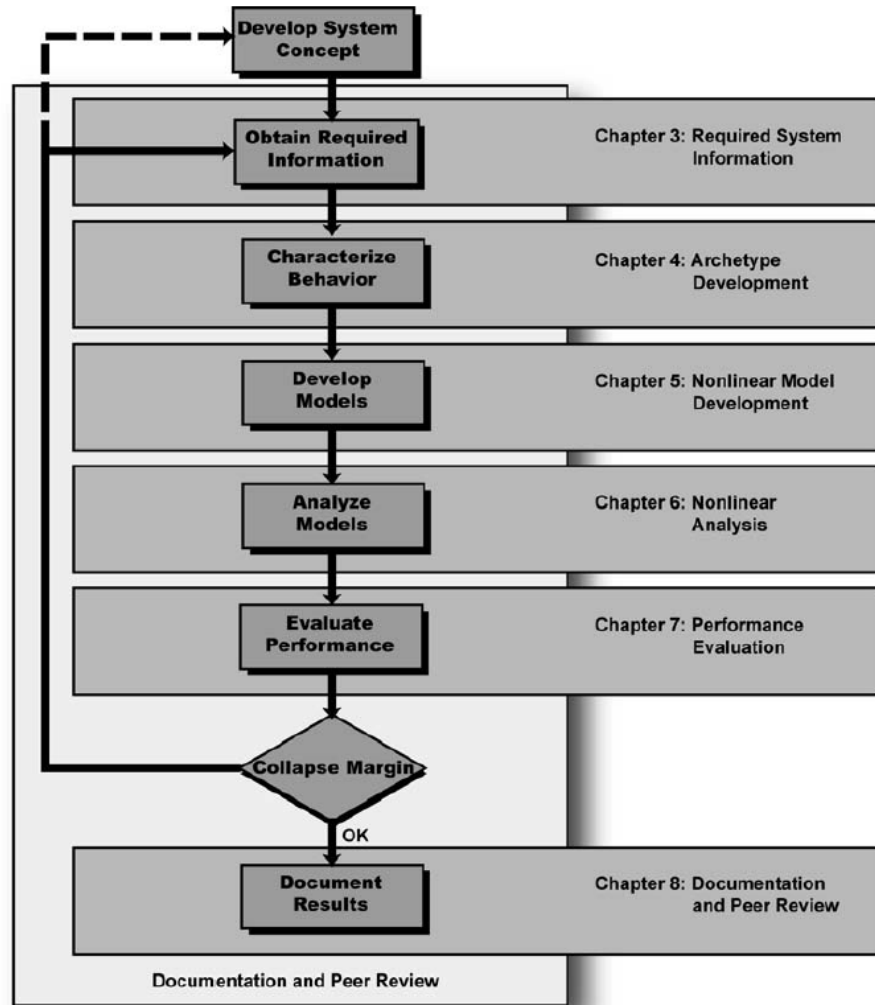 Develop System
Concept
Obtain Required
Information
Chapter 3: Required System
Information
Characterize
Behavior
Chapter 4: Archetype
Development
Develop
Models
Chapter 5: Nonlinear Model
Development
Analyze
Models
Chapter 6: Nonlinear
Analysis
Evaluate
Performance
Chapter 7: Performance
Evaluation
Collapse Margin
OK
Document
Results
Chapter 8: Documentation
and Peer Review
Documentation and Peer Review